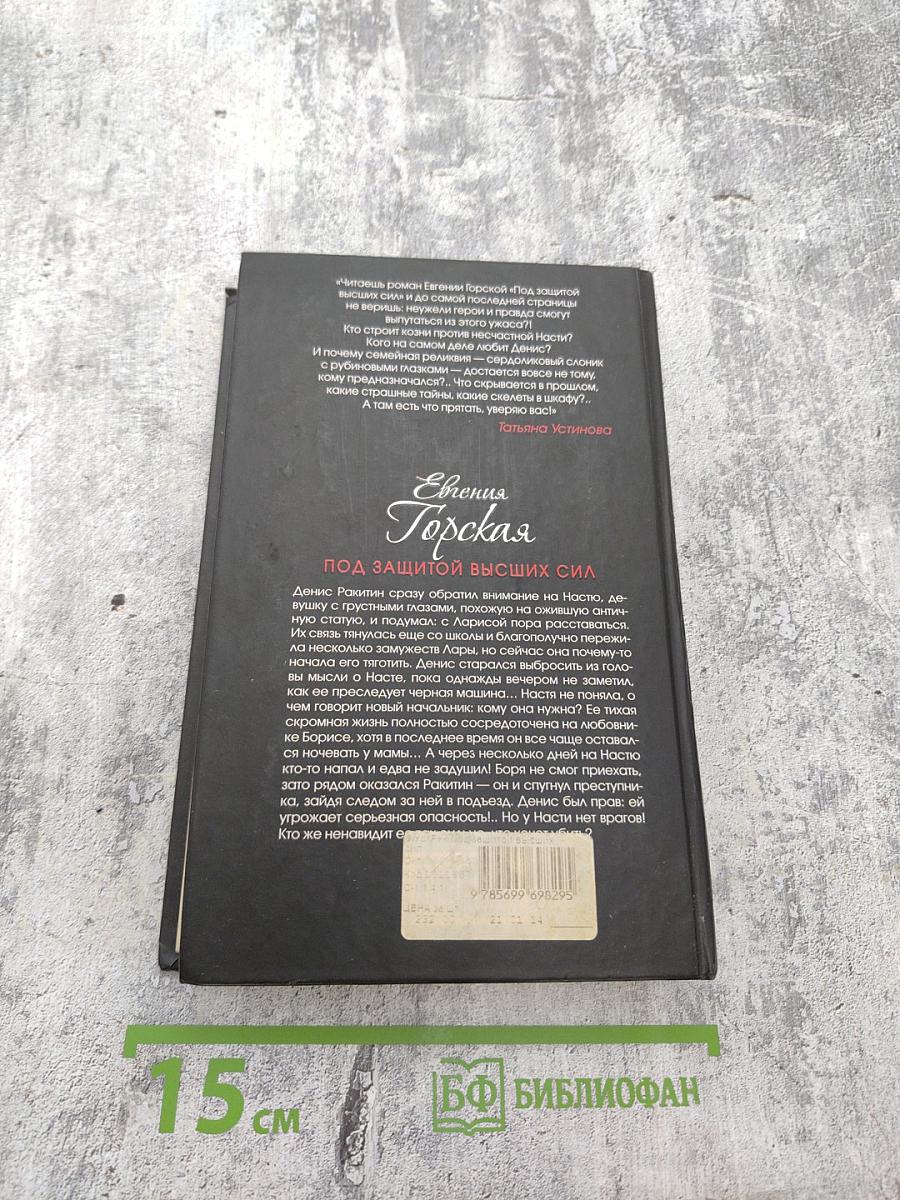 «Читаешь роман Евгении Горской «Под защитой
высших сил» и до самой последней страницы
не веришь: неужели герои и правда смогут
выпутаться из этого ужаса?!
Кто строит козни против несчастной Насти?
Кого на самом деле любит Денис?
И почему семейная реликвия — сердоликовый слоник
с рубиновыми глазками — достается вовсе не тому,
кому предназначался?.. Что скрывается в прошлом,
какие страшные тайны, какие скелеты в шкафу?..
А там есть что прятать, уверяю вас!»
Татьяна Устинова
Евгения
Горская
ПОД ЗАЩИТОЙ ВЫСШИХ СИЛ
Денис Ракитин сразу обратил внимание на Настю, де-
вушку с грустными глазами, похожую на ожившую антич-
ную статую, и подумал: с Ларисой пора расставаться.
Их связь тянулась еще со школы и благополучно пережи-
ла несколько замужеств Лары, но сейчас она почему-то
начала его тяготить. Денис старался выбросить из голо-
вы мысли о Насте, пока однажды вечером не заметил,
как ее преследует черная машина... Настя не поняла, о
чем говорит новый начальник: кому она нужна? Ее тихая
скромная жизнь полностью сосредоточена на любовни-
ке Борисе, хотя в последнее время он все чаще оставал-
ся ночевать у мамы... А через несколько дней на Настю
кто-то напал и едва не задушил! Боря не смог приехать,
зато рядом оказался Ракитин — он и спугнул преступни-
ка, зайдя следом за ней в подъезд. Денис был прав: ей
угрожает серьезная опасность!.. Но у Насти нет врагов!
Кто же ненавидит
9 785699 698295
ЦЕНА
232 00 21 01 14
15 см
БФ БИБЛИОФАН